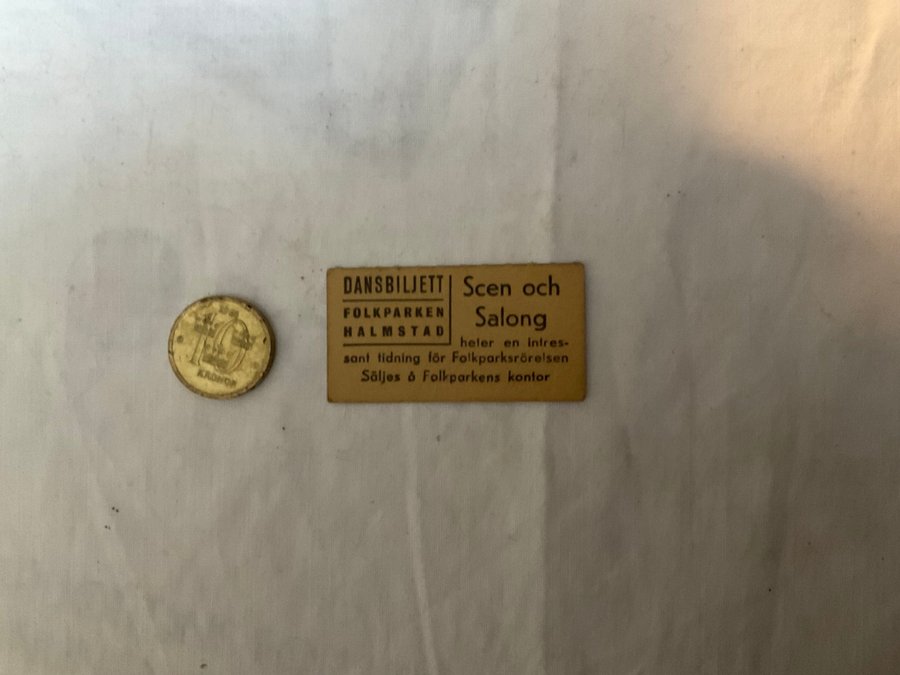 10
KRONOR
DANSBILJETT
FOLKPARKEN
HALMSTAD
Scen och
Salong
heter en intres-
sant tidning för Folkparksrörelsen
Säljes å Folkparkens kontor